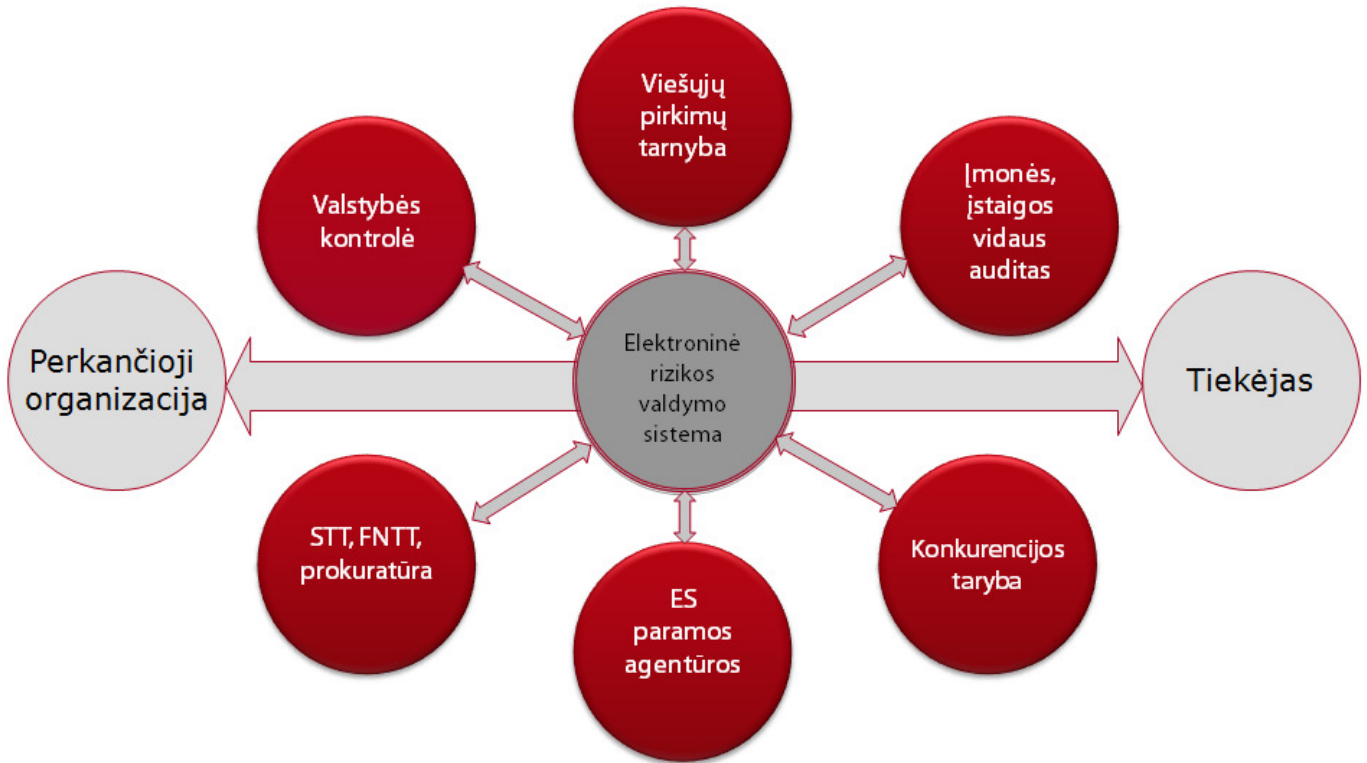 Viešųjų
pirkimų
tarnyba
Valstybės
kontrolė
Įmonės,
įstaigos
vidaus
auditas
Perkančioji
organizacija
Elektroninė
rizikos
valdymo
sistema
Tiekėjas
STT, FNTT,
prokuratūra
ES
paramos
agentūros
Konkurencijos
taryba